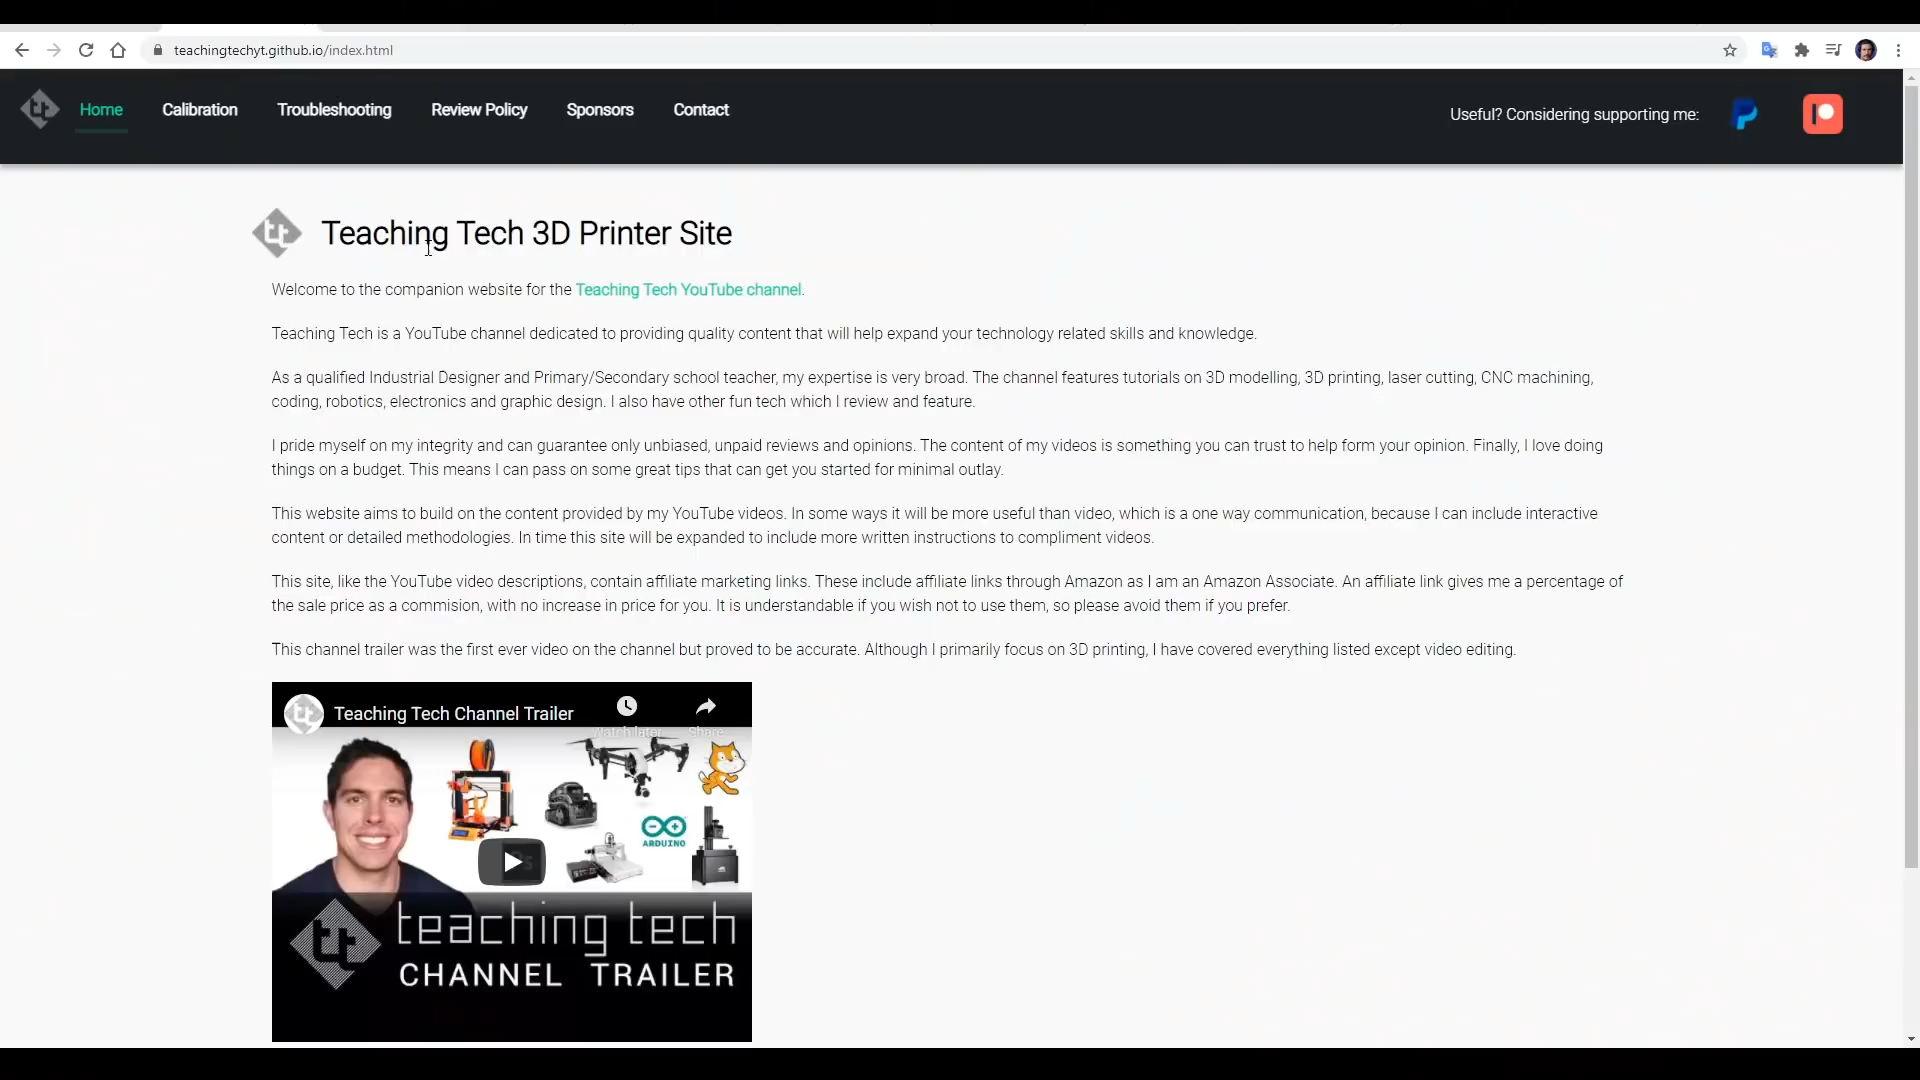 teachingtechyt.github.io/index.html
Home Calibration Troubleshooting Review Policy Sponsors Contact Useful? Considering supporting me:
Teaching Tech 3D Printer Site
Welcome to the companion website for the Teaching Tech YouTube channel.
Teaching Tech is a YouTube channel dedicated to providing quality content that will help expand your technology related skills and knowledge.
As a qualified Industrial Designer and Primary/Secondary school teacher, my expertise is very broad. The channel features tutorials on 3D modelling, 3D printing, laser cutting, CNC machining,
coding, robotics, electronics and graphic design. I also have other fun tech which I review and feature.
I pride myself on my integrity and can guarantee only unbiased, unpaid reviews and opinions. The content of my videos is something you can trust to help form your opinion. Finally, I love doing
things on a budget. This means I can pass on some great tips that can get you started for minimal outlay.
This website aims to build on the content provided by my YouTube videos. In some ways it will be more useful than video, which is a one way communication, because I can include interactive
content or detailed methodologies. In time this site will be expanded to include more written instructions to compliment videos.
This site, like the YouTube video descriptions, contain affiliate marketing links. These include affiliate links through Amazon as I am an Amazon Associate. An affiliate link gives me a percentage of
the sale price as a commision, with no increase in price for you. It is understandable if you wish not to use them, so please avoid them if you prefer.
This channel trailer was the first ever video on the channel but proved to be accurate. Although I primarily focus on 3D printing, I have covered everything listed except video editing.
tt Teaching Tech Channel Trailer
Watch later Share
ARDUINO
tt teaching tech
CHANNEL TRAILER